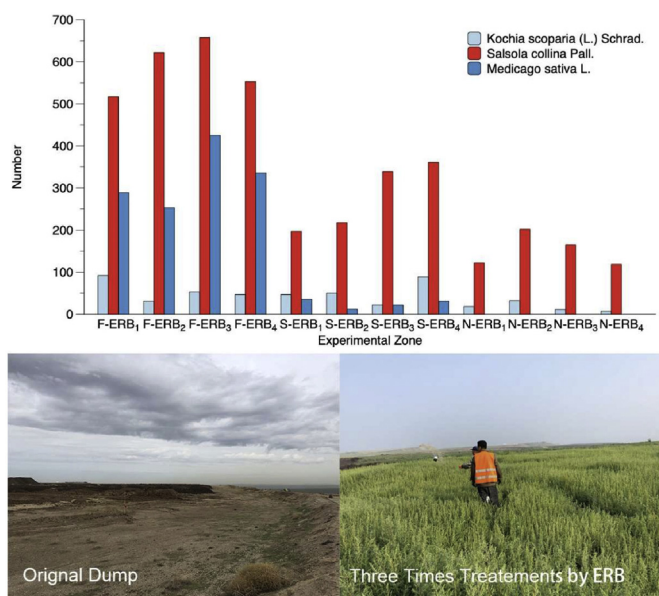 700
600
500
400
300
200
100
0
Number
Kochia scoparia (L.) Schrad.
Salsola collina Pall.
Medicago sativa L.
F-ERB₁ F-ERB₂ F-ERB₃ F-ERB₄ S-ERB₁ S-ERB₂ S-ERB₃ S-ERB₄ N-ERB₁ N-ERB₂ N-ERB₃ N-ERB₄
Experimental Zone
Orignal Dump
Three Times Treatements by ERB